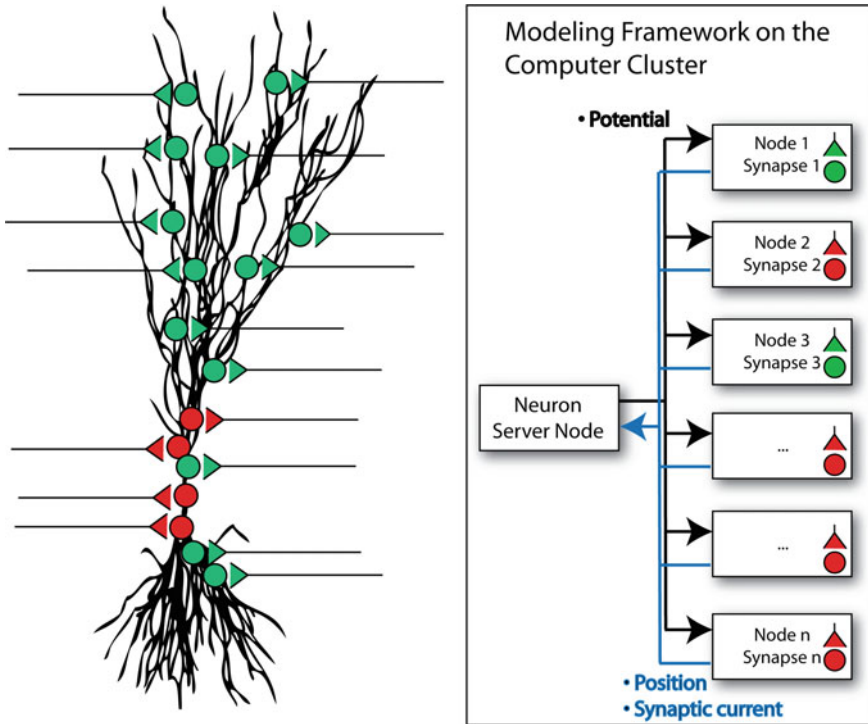 Modeling Framework on the
Computer Cluster
• Potential
Node 1
Synapse 1
Node 2
Synapse 2
Node 3
Synapse 3
Neuron
Server Node
...
...
Node n
Synapse n
• Position
• Synaptic current